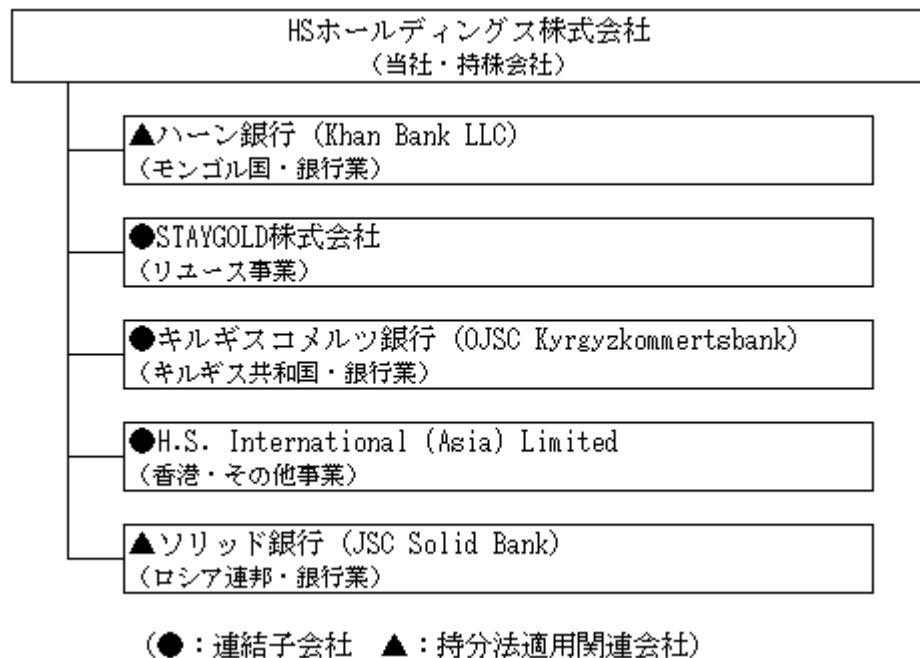 HSホールディングス株式会社
(当社・持株会社)
▲ハーン銀行 (Khan Bank LLC)
(モンゴル国・銀行業)
●STAYGOLD株式会社
(リユース事業)
●キルギスコメルツ銀行 (OJSC Kyrgyzkommertsbank)
(キルギス共和国・銀行業)
●H.S. International (Asia) Limited
(香港・その他事業)
▲ソリッド銀行 (JSC Solid Bank)
(ロシア連邦・銀行業)
(●:連結子会社 ▲:持分法適用関連会社)